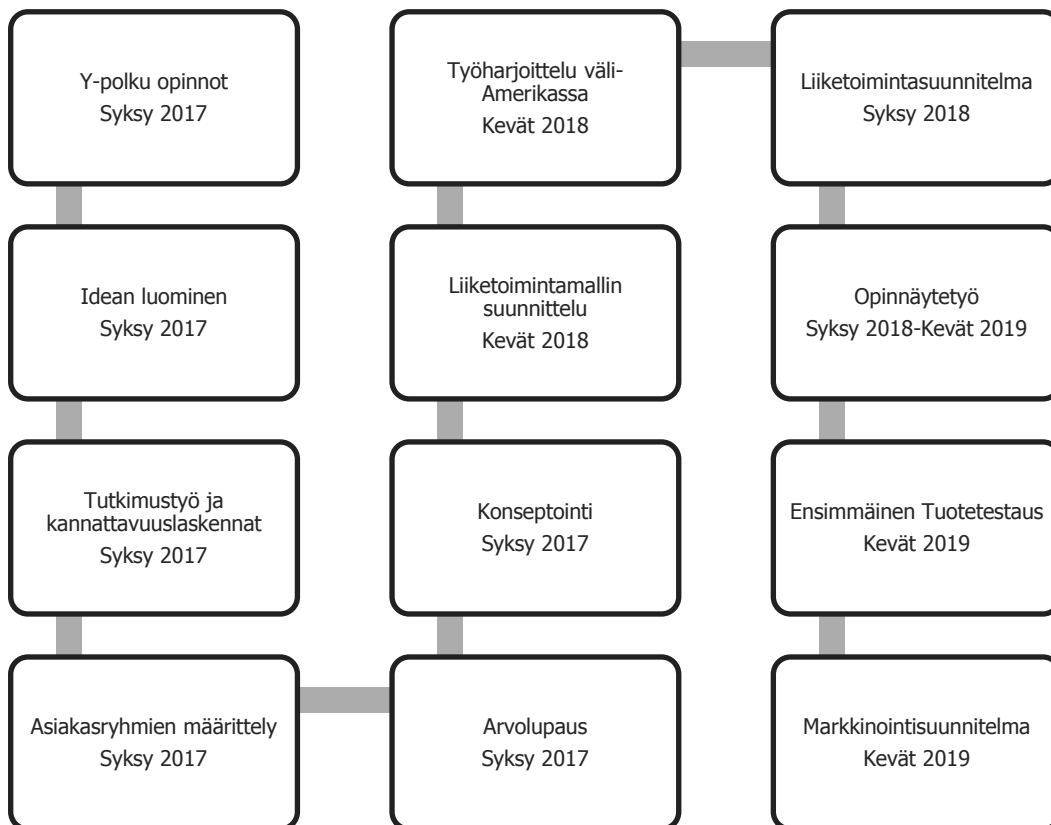 Y-polku opinnot
Syksy 2017
Idean luominen
Syksy 2017
Tutkimustyö ja
kannattavuuslaskennat
Syksy 2017
Asiakasryhmien määrittely
Syksy 2017
Arvolupaus
Syksy 2017
Konseptointi
Syksy 2017
Liiketoimintamallin
suunnittelu
Kevät 2018
Työharjoittelu väli-
Amerikassa
Kevät 2018
Liiketoimintasuunnitelma
Syksy 2018
Opinnäytetyö
Syksy 2018-Kevät 2019
Ensimmäinen Tuotetestaus
Kevät 2019
Markkinointisuunnitelma
Kevät 2019